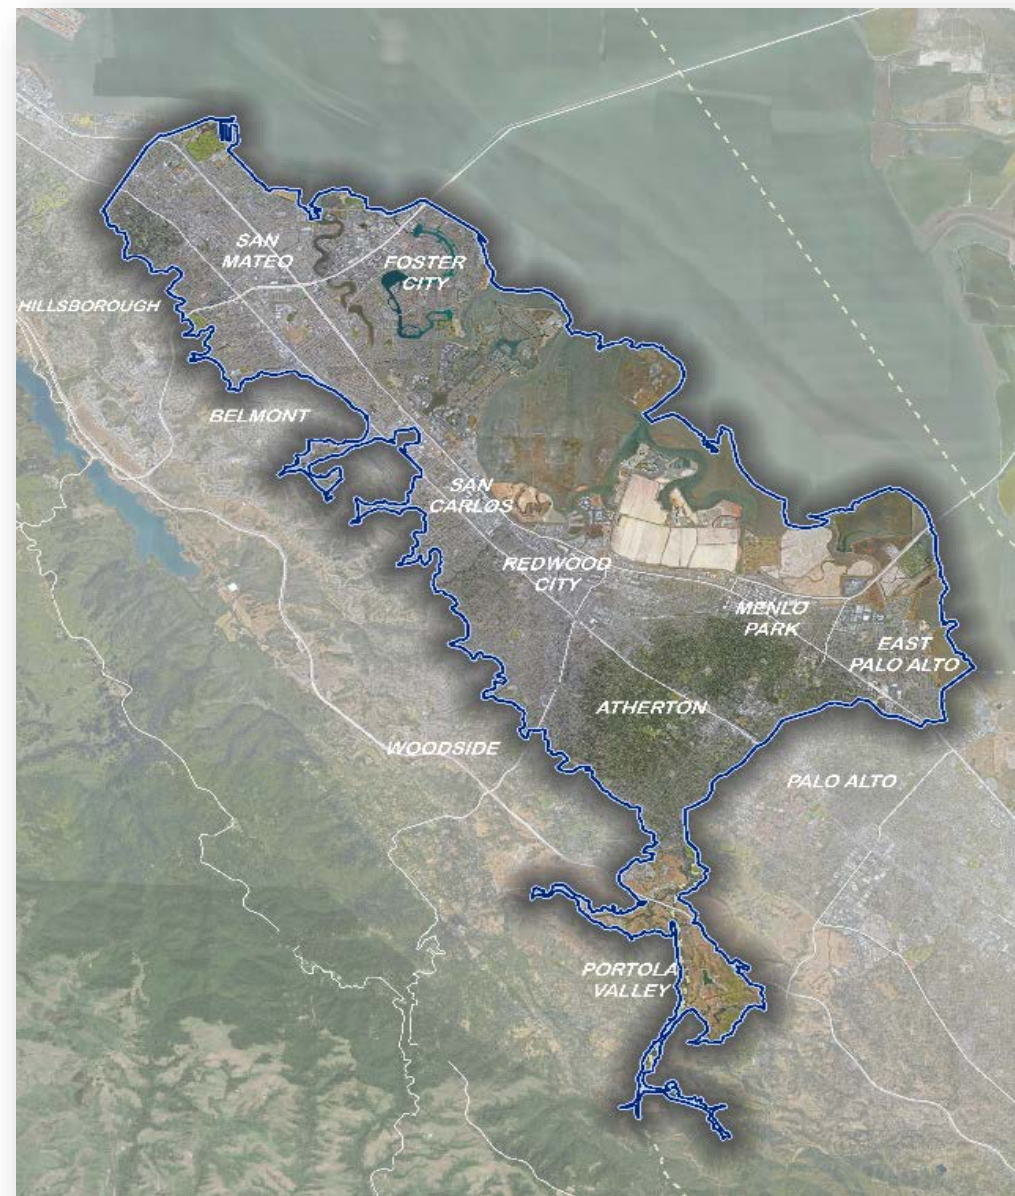 SAN
MATEO
FOSTER
CITY
HILLSBOROUGH
BELMONT
SAN
CARLOS
REDWOOD
CITY
MENLO
PARK
EAST
PALO ALTO
ATHERTON
WOODSIDE
PALO ALTO
PORTOLA
VALLEY